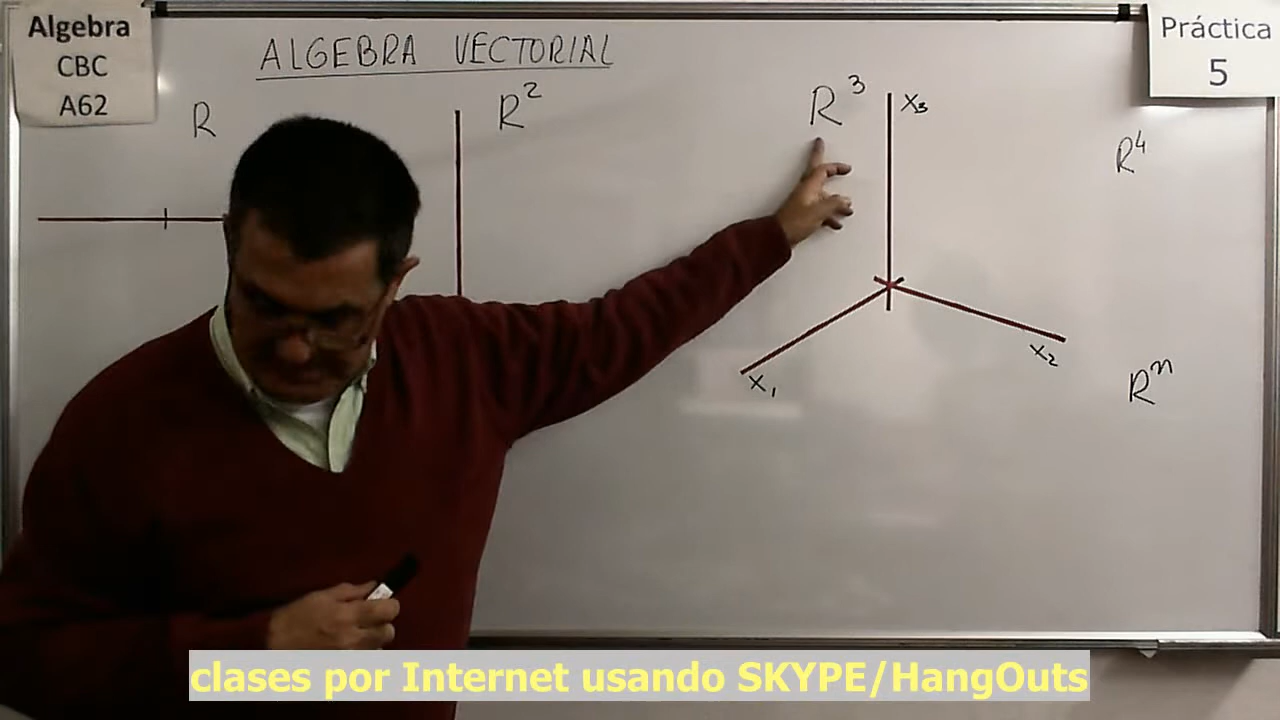 Algebra
CBC
A62
ALGEBRA VECTORIAL
Práctica
5
R
R²
R³
x₃
R⁴
x₁
x₂
Rⁿ
clases por Internet usando SKYPE/HangOuts